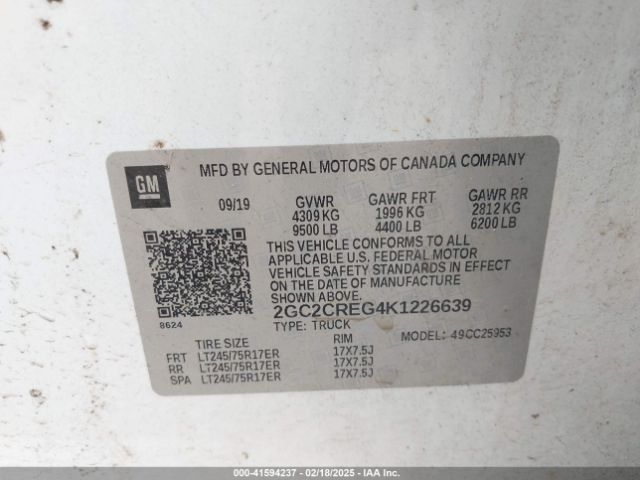 GM
MFD BY GENERAL MOTORS OF CANADA COMPANY
09/19 GVWR GAWR FRT GAWR RR
4309 KG 1996 KG 2812 KG
9500 LB 4400 LB 6200 LB
THIS VEHICLE CONFORMS TO ALL
APPLICABLE U.S. FEDERAL MOTOR
VEHICLE SAFETY STANDARDS IN EFFECT
ON THE DATE OF MANUFACTURE
SHOWN ABOVE.
8624
2GC2CREG4K1226639
TYPE: TRUCK MODEL: 49CC25953
TIRE SIZE RIM
FRT LT245/75R17ER 17X7.5J
RR LT245/75R17ER 17X7.5J
SPA LT245/75R17ER 17X7.5J
000-41594237 - 02/18/2025 - IAA Inc.